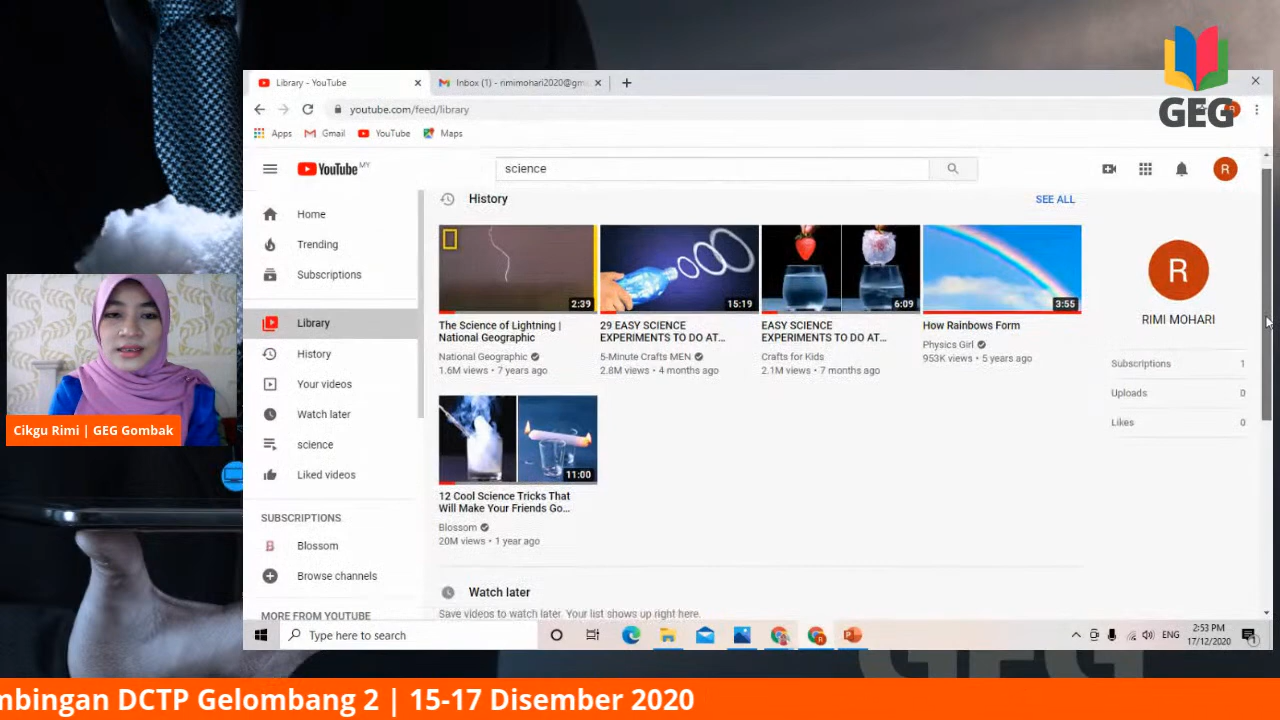 GEG
Library - YouTube
Inbox (1) - rimimohari2020@gm
youtube.com/feed/library
Apps
Gmail
YouTube
Maps
YouTube MY
science
R
Home
Trending
Subscriptions
Library
History
Your videos
Watch later
science
Liked videos
SUBSCRIPTIONS
B Blossom
Browse channels
MORE FROM YOUTUBE
History
SEE ALL
2:39
The Science of Lightning |
National Geographic
National Geographic
1.6M views • 7 years ago
15:19
29 EASY SCIENCE
EXPERIMENTS TO DO AT...
5-Minute Crafts MEN
2.8M views • 4 months ago
6:09
EASY SCIENCE
EXPERIMENTS TO DO AT...
Crafts for Kids
2.1M views • 7 months ago
3:55
How Rainbows Form
Physics Girl
953K views • 5 years ago
11:00
12 Cool Science Tricks That
Will Make Your Friends Go...
Blossom
20M views • 1 year ago
Watch later
Save videos to watch later. Your list shows up right here.
R
RIMI MOHARI
Subscriptions 1
Uploads 0
Likes 0
Type here to search
ENG
2:53 PM
17/12/2020
1
Cikgu Rimi | GEG Gombak
mbingan DCTP Gelombang 2 | 15-17 Disember 2020